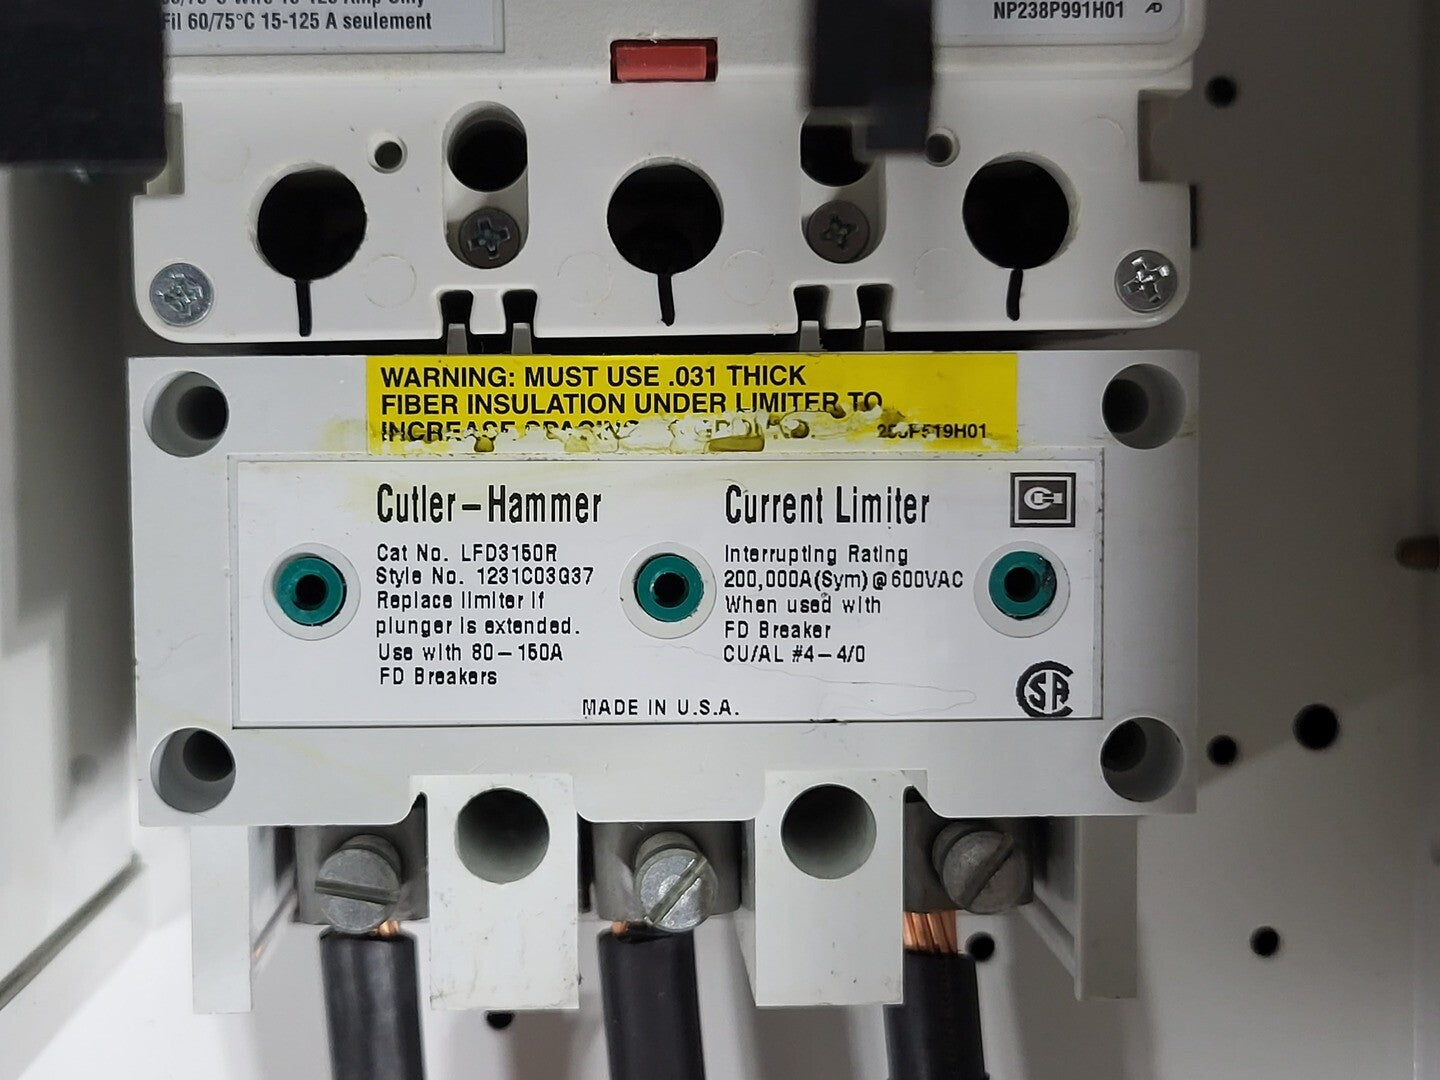 Fil 60/75°C 15-125 A seulement
NP238P991H01
WARNING: MUST USE .031 THICK
FIBER INSULATION UNDER LIMITER TO
INCREASE SPACING
Cutler-Hammer
Cat No. LFD3150R
Style No. 1231C03G37
Replace limiter if
plunger is extended.
Use with 80-150A
FD Breakers
Current Limiter
Interrupting Rating
200,000A(Sym)@600VAC
When used with
FD Breaker
CU/AL #4-4/0
MADE IN U.S.A.